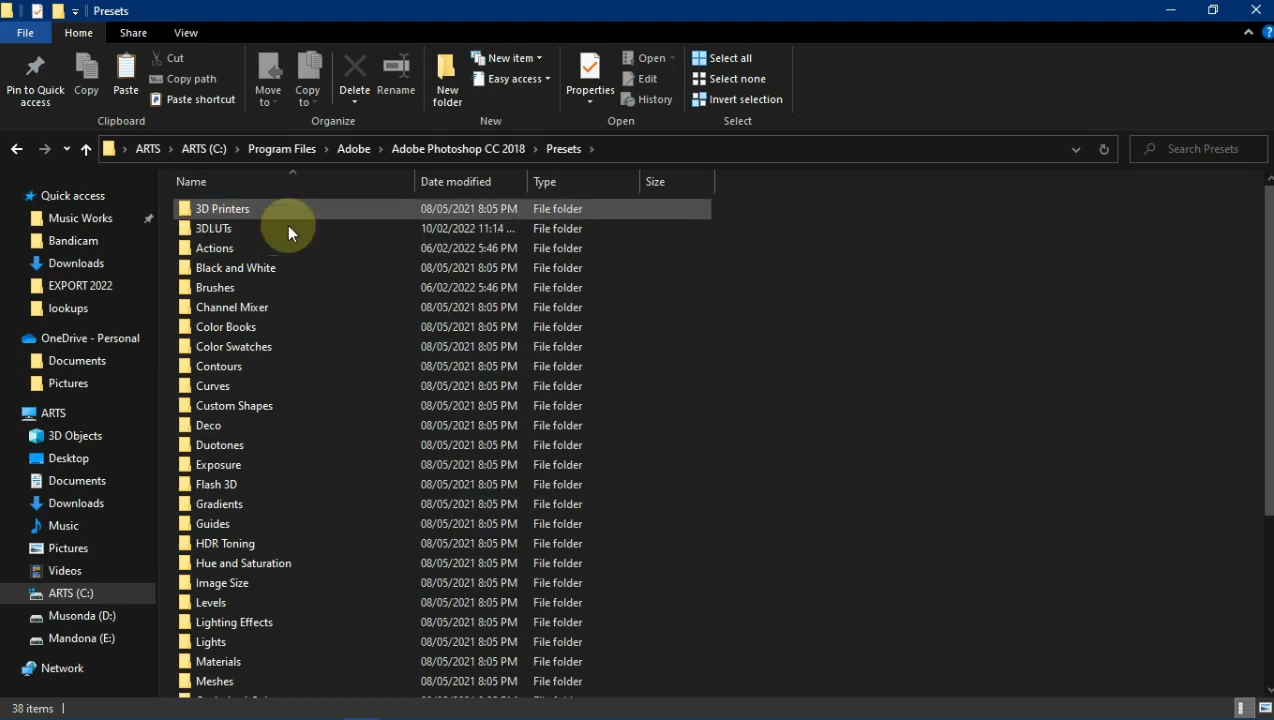 Presets
File Home Share View
Pin to Quick access
Copy
Paste
Cut
Copy path
Paste shortcut
Clipboard
Move to
Copy to
Delete
Rename
Organize
New folder
New item
Easy access
New
Properties
Open
Edit
History
Open
Select all
Select none
Invert selection
Select
ARTS › ARTS (C:) › Program Files › Adobe › Adobe Photoshop CC 2018 › Presets ›
Search Presets
Quick access
Music Works
Bandicam
Downloads
EXPORT 2022
lookups
OneDrive - Personal
Documents
Pictures
ARTS
3D Objects
Desktop
Documents
Downloads
Music
Pictures
Videos
ARTS (C:)
Musonda (D:)
Mandona (E:)
Network
Name Date modified Type Size
3D Printers 08/05/2021 8:05 PM File folder
3DLUTs 10/02/2022 11:14 ... File folder
Actions 06/02/2022 5:46 PM File folder
Black and White 08/05/2021 8:05 PM File folder
Brushes 06/02/2022 5:46 PM File folder
Channel Mixer 08/05/2021 8:05 PM File folder
Color Books 08/05/2021 8:05 PM File folder
Color Swatches 08/05/2021 8:05 PM File folder
Contours 08/05/2021 8:05 PM File folder
Curves 08/05/2021 8:05 PM File folder
Custom Shapes 08/05/2021 8:05 PM File folder
Deco 08/05/2021 8:05 PM File folder
Duotones 08/05/2021 8:05 PM File folder
Exposure 08/05/2021 8:05 PM File folder
Flash 3D 08/05/2021 8:05 PM File folder
Gradients 08/05/2021 8:05 PM File folder
Guides 08/05/2021 8:05 PM File folder
HDR Toning 08/05/2021 8:05 PM File folder
Hue and Saturation 08/05/2021 8:05 PM File folder
Image Size 08/05/2021 8:05 PM File folder
Levels 08/05/2021 8:05 PM File folder
Lighting Effects 08/05/2021 8:05 PM File folder
Lights 08/05/2021 8:05 PM File folder
Materials 08/05/2021 8:05 PM File folder
Meshes 08/05/2021 8:05 PM File folder
38 items